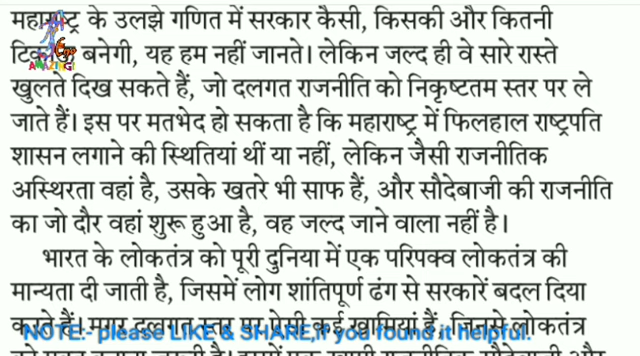 महाराष्ट्र के उलझे गणित में सरकार कैसी, किसकी और कितनी
टिकाऊ बनेगी, यह हम नहीं जानते। लेकिन जल्द ही वे सारे रास्ते
AMAZING!
खुलते दिख सकते हैं, जो दलगत राजनीति को निकृष्टतम स्तर पर ले
जाते हैं। इस पर मतभेद हो सकता है कि महाराष्ट्र में फिलहाल राष्ट्रपति
शासन लगाने की स्थितियां थीं या नहीं, लेकिन जैसी राजनीतिक
अस्थिरता वहां है, उसके खतरे भी साफ हैं, और सौदेबाजी की राजनीति
का जो दौर वहां शुरू हुआ है, वह जल्द जाने वाला नहीं है।
भारत के लोकतंत्र को पूरी दुनिया में एक परिपक्व लोकतंत्र की
मान्यता दी जाती है, जिसमें लोग शांतिपूर्ण ढंग से सरकारें बदल दिया
करते हैं। मगर दलगत स्तर पर ऐसी कई खामियां हैं, जिनसे लोकतंत्र
NOTE:- please LIKE & SHARE,if you found it helpful.